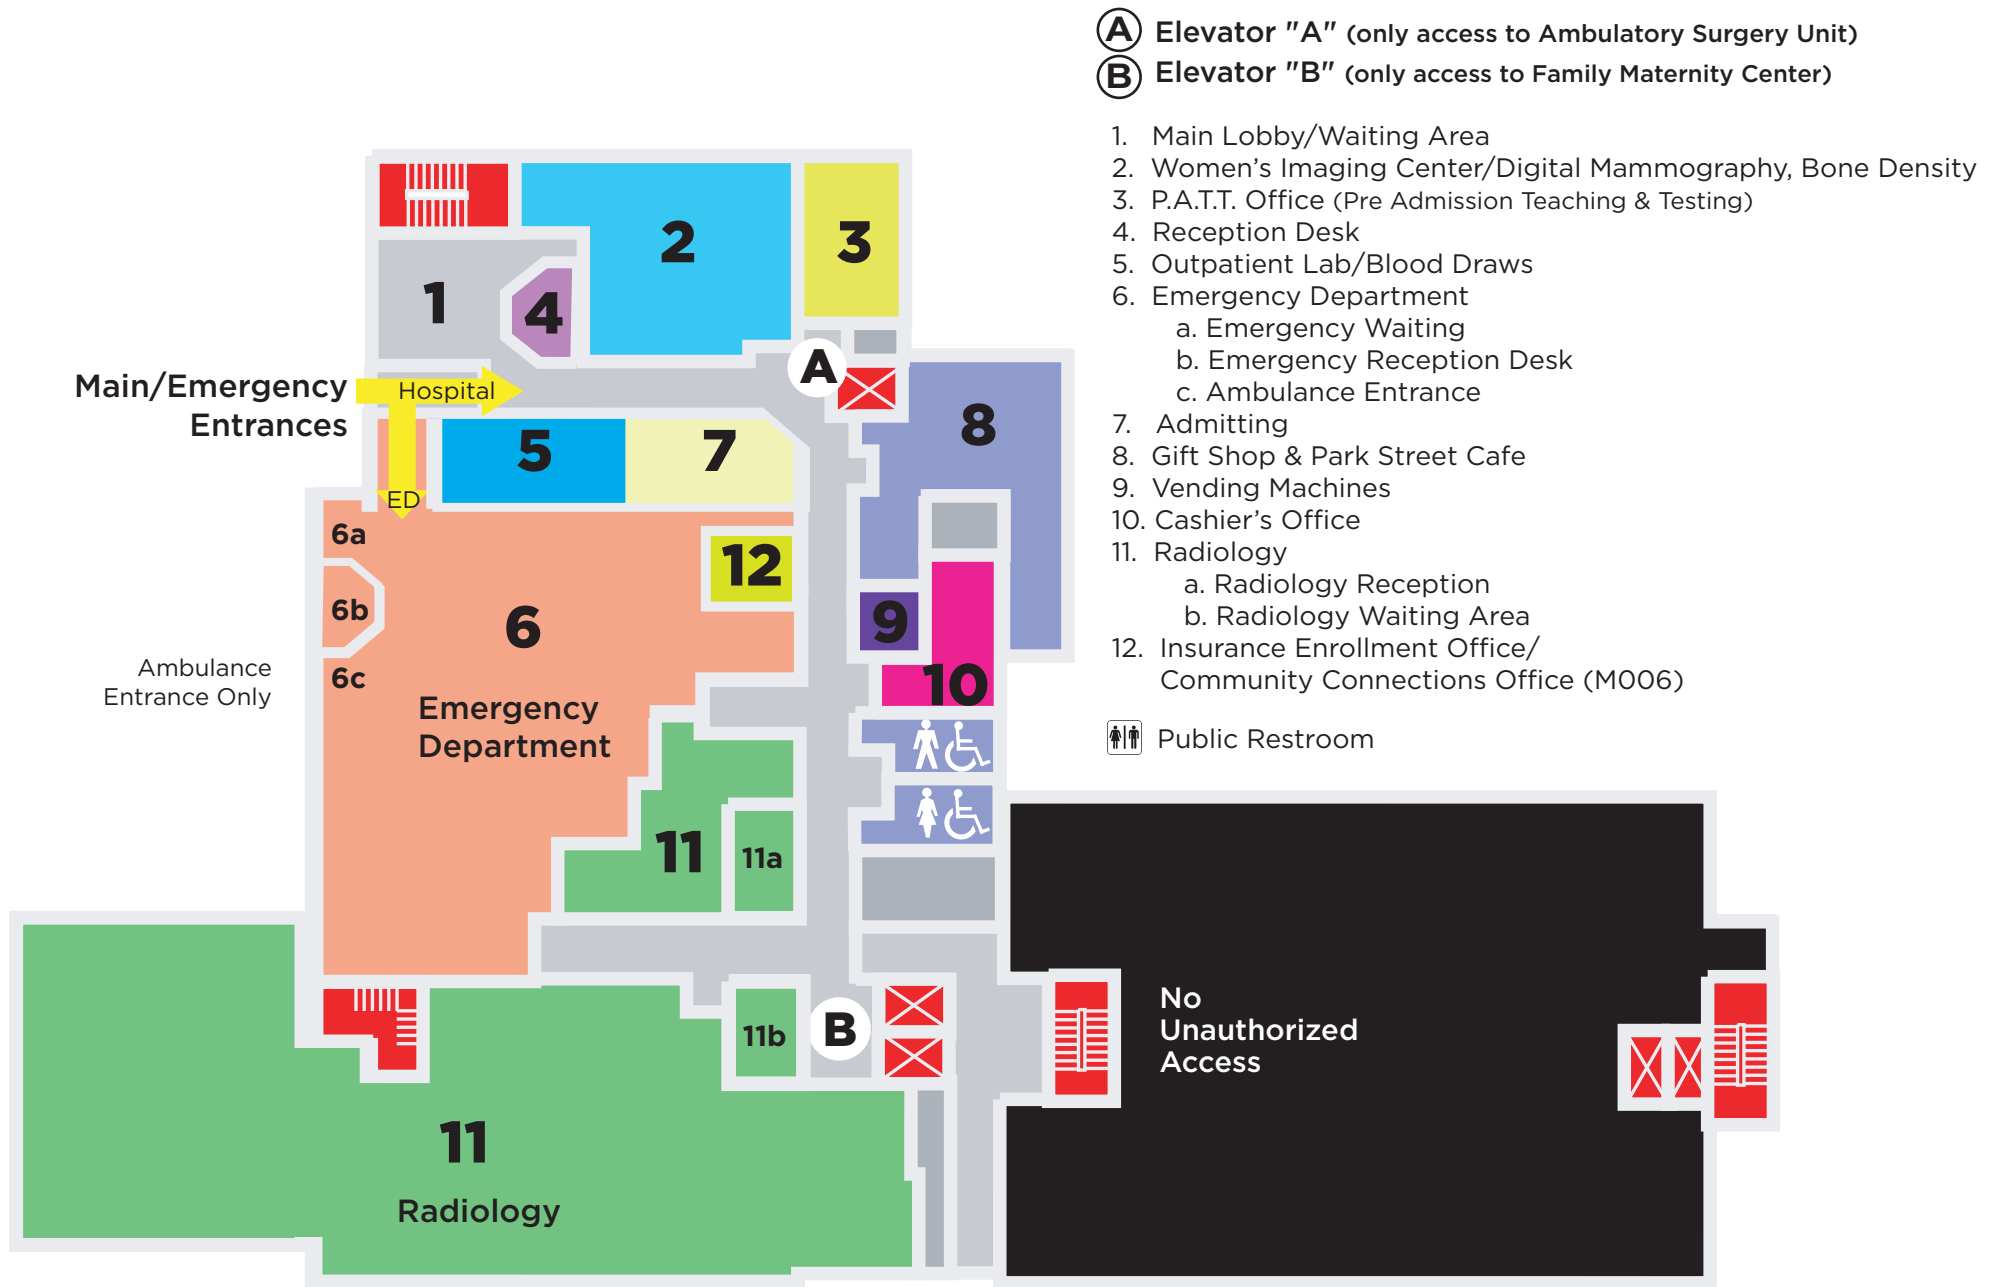 A Elevator "A" (only access to Ambulatory Surgery Unit)
B Elevator "B" (only access to Family Maternity Center)
1. Main Lobby/Waiting Area
2. Women's Imaging Center/Digital Mammography, Bone Density
3. P.A.T.T. Office (Pre Admission Teaching & Testing)
4. Reception Desk
5. Outpatient Lab/Blood Draws
6. Emergency Department
a. Emergency Waiting
b. Emergency Reception Desk
c. Ambulance Entrance
7. Admitting
8. Gift Shop & Park Street Cafe
9. Vending Machines
10. Cashier's Office
11. Radiology
a. Radiology Reception
b. Radiology Waiting Area
12. Insurance Enrollment Office/
Community Connections Office (M006)
Public Restroom
2
3
1
4
A
Main/Emergency
Entrances
Hospital
ED
5
7
8
6a
6b
6c
6
12
9
10
Ambulance
Entrance Only
Emergency
Department
11
11a
11b
B
No
Unauthorized
Access
11
Radiology